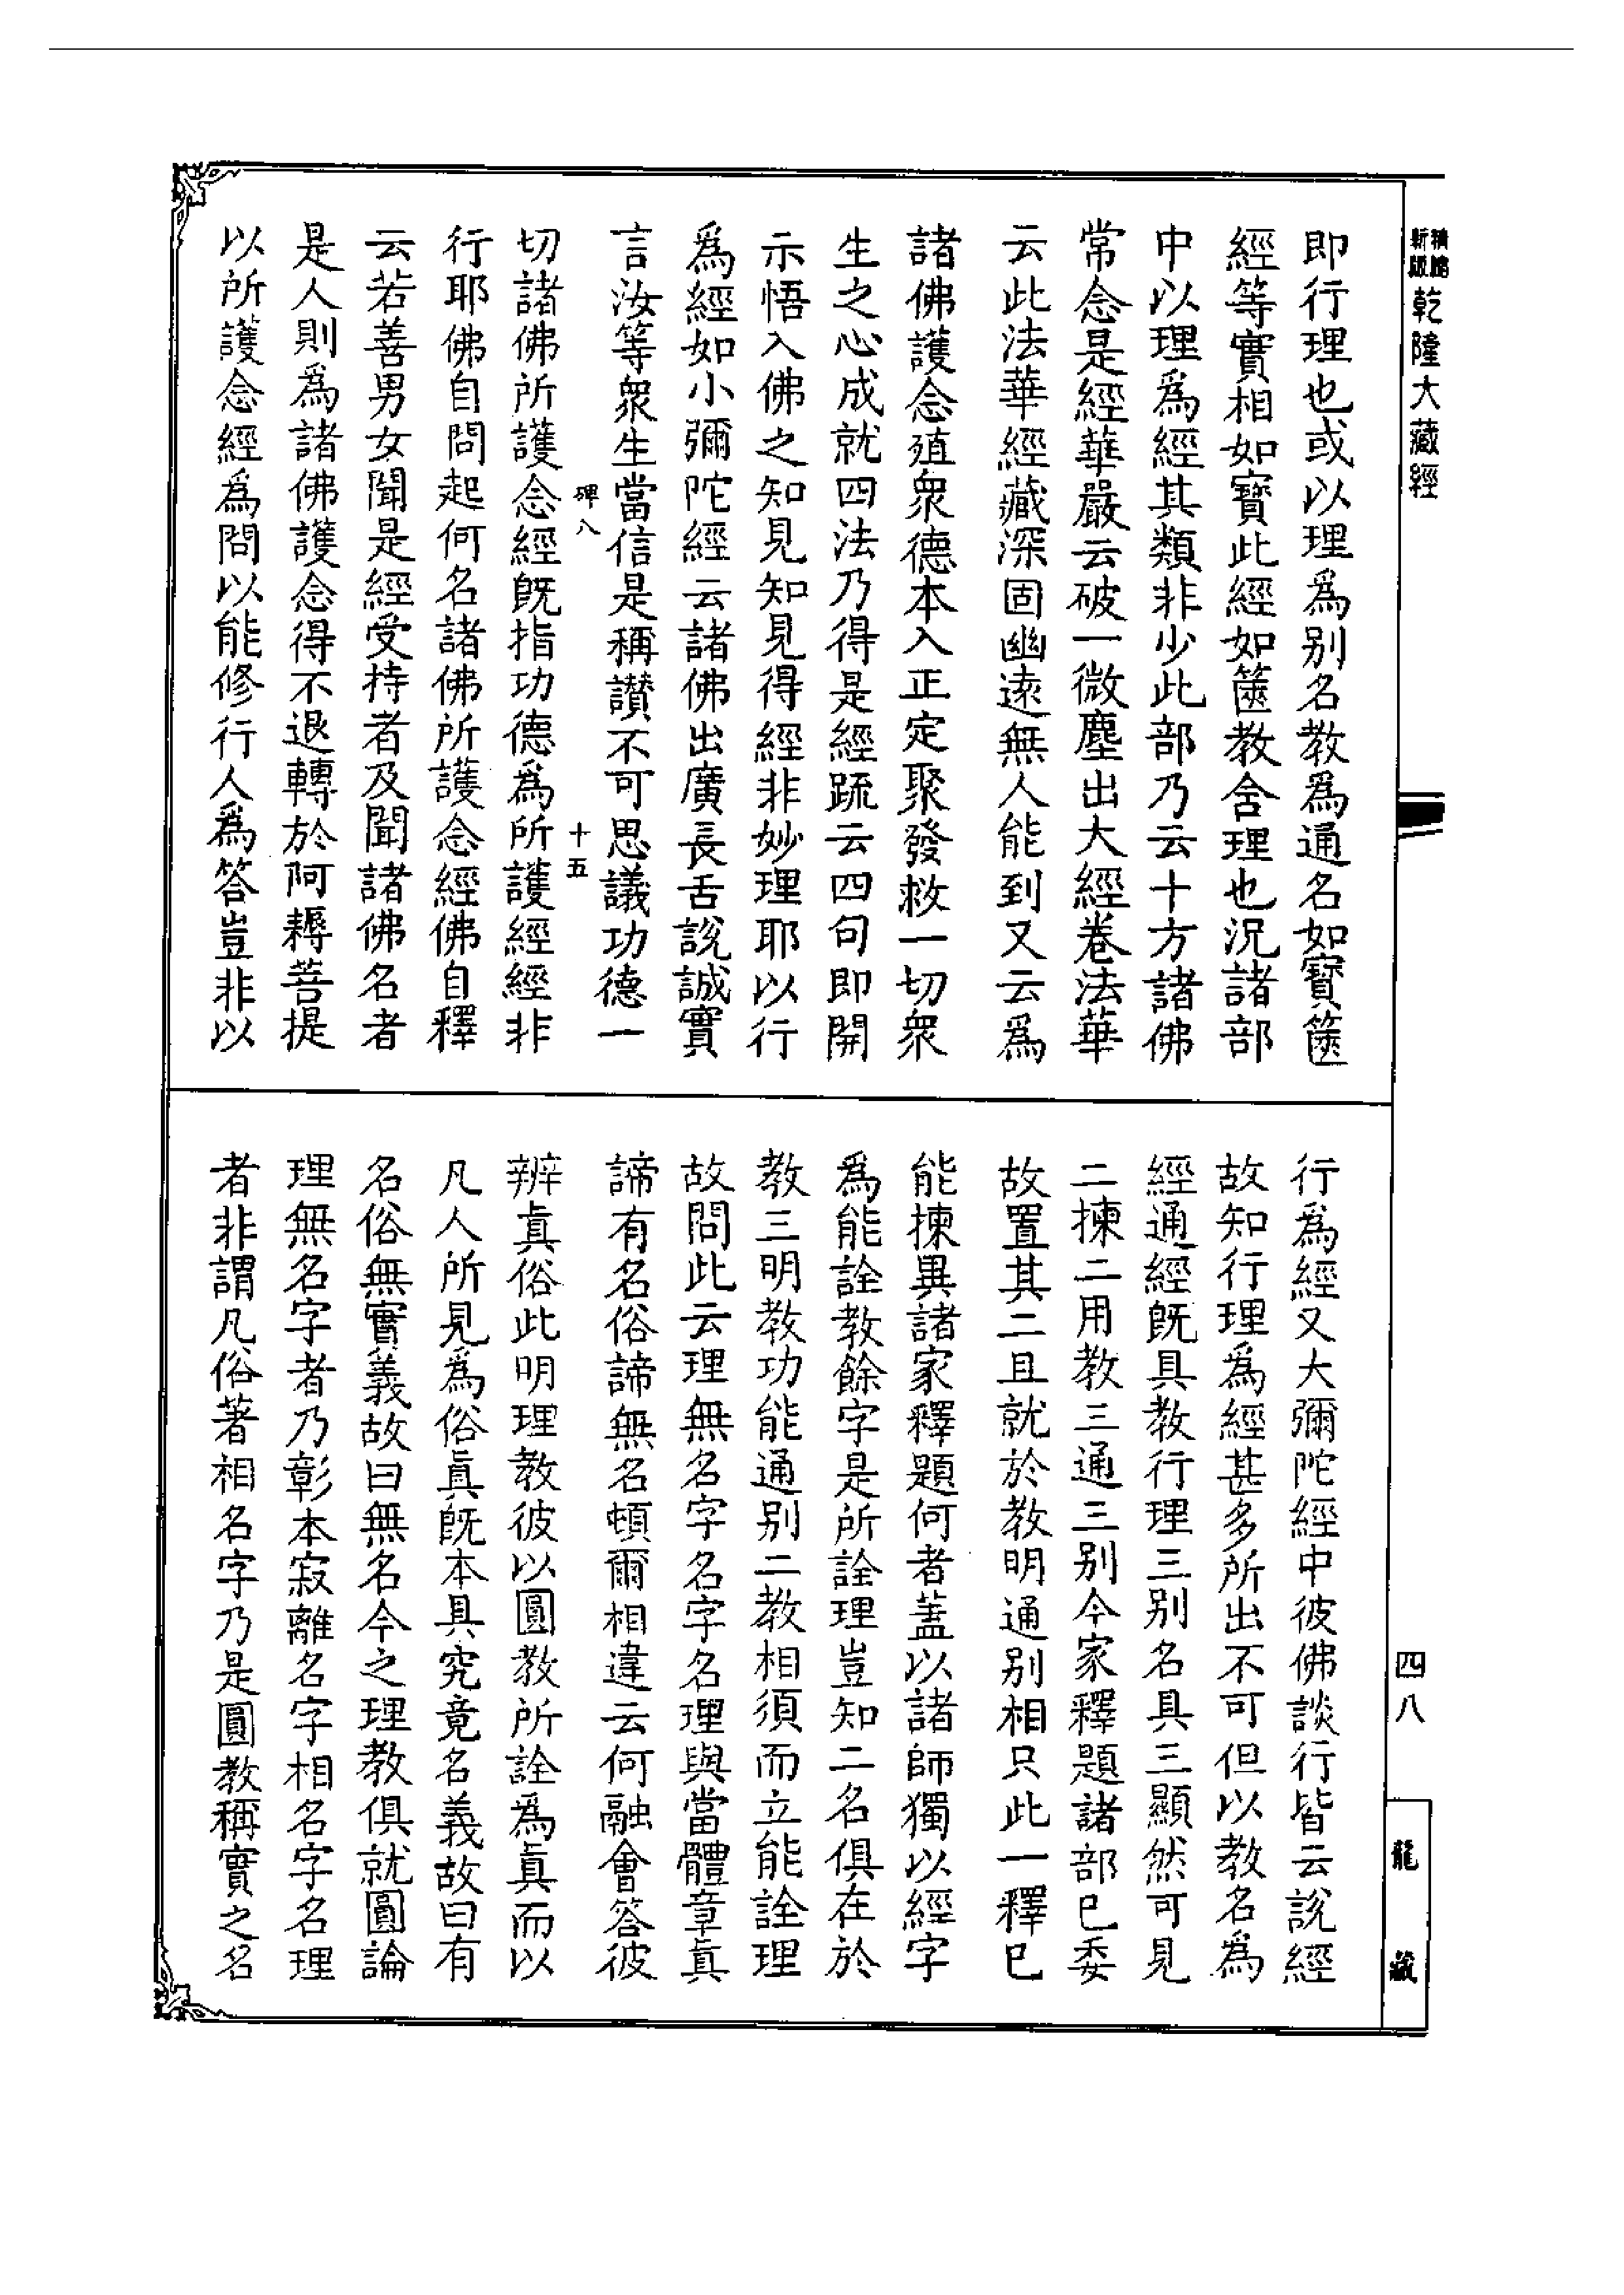 新版精縮乾隆大藏經
即行理也或以理爲别名教爲通名如寶篋
經等實相如寶此經如篋教含理也況諸部
中以理爲經其類非少此部乃云十方諸佛
常念是經華嚴云破一微塵出大經卷法華
云此法華經藏深固幽遠無人能到又云爲
諸佛護念殖衆德本入正定聚發救一切衆
生之心成就四法乃得是經䟽云四句即開
示悟入佛之知見知見得經非妙理耶以行
爲經如小彌陀經云諸佛出廣長舌說誠實
言汝等衆生當信是稱讃不可思議功德一
碑八 十五
切諸佛所護念經旣指功德爲所護經經非
行耶佛自問起何名諸佛所護念經佛自釋
云若善男女聞是經受持者及聞諸佛名者
是人則爲諸佛護念得不退轉於阿耨菩提
以所護念經爲問以能修行人爲答豈非以
行爲經又大彌陀經中彼佛談行皆云說經
故知行理爲經甚多所出不可但以教名爲
經通經旣具教行理三别名具三顯然可見
二揀二用教三通三别今家釋題諸部已委
故置其二且就於教明通别相只此一釋已
能揀異諸家釋題何者蓋以諸師獨以經字
爲能詮教餘字是所詮理豈知二名俱在於
教三明教功能通别二教相須而立能詮理
故問此云理無名字名字名理與當體章眞
諦有名俗諦無名頓爾相違云何融會答彼
辨眞俗此明理教彼以圓教所詮爲眞而以
凡人所見爲俗眞旣本具究竟名義故曰有
名俗無實義故曰無名今之理教俱就圓論
理無名字者乃彰本寂離名字相名字名理
者非謂凡俗著相名字乃是圓教稱實之名
四八
龍藏